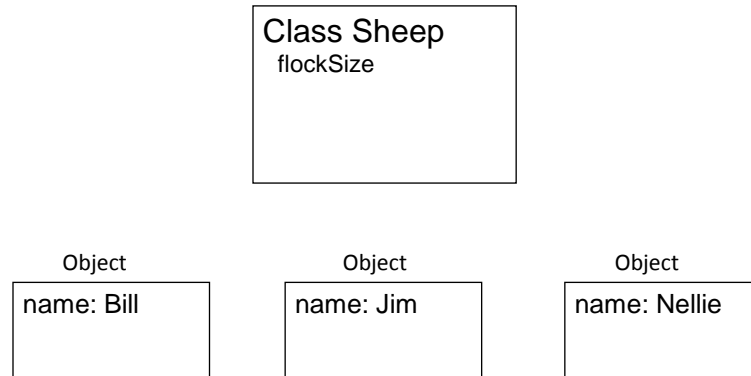 Class Sheep
flockSize
Object
Object
Object
name: Bill
name: Jim
name: Nellie